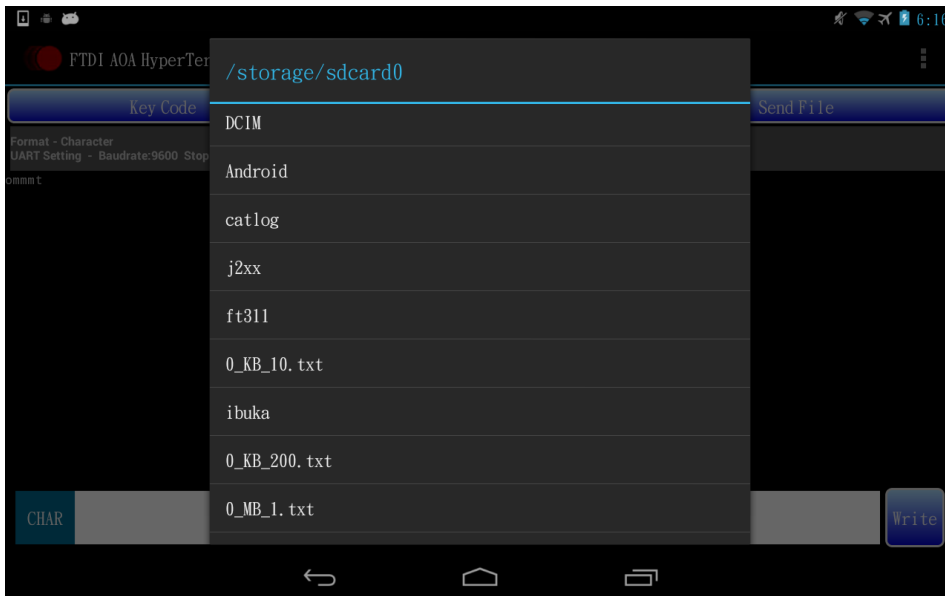 6:16
FTDI AOA HyperTer
/storage/sdcard0
Key Code
Send File
Format - Character
UART Setting - Baudrate:9600 Stop
ommmt
DCIM
Android
catlog
j2xx
ft311
0_KB_10.txt
ibuka
0_KB_200.txt
0_MB_1.txt
CHAR
Write